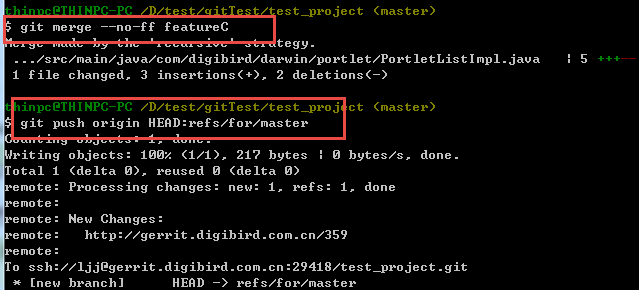 thinpc@THINPC-PC /D/test/gitTest/test_project (master)
$ git merge --no-ff featureC
Merge made by the 'recursive' strategy.
.../src/main/java/com/digibird/darwin/portlet/PortletListImpl.java | 5 +++--
1 file changed, 3 insertions(+), 2 deletions(-)
thinpc@THINPC-PC /D/test/gitTest/test_project (master)
$ git push origin HEAD:refs/for/master
Counting objects: 1, done.
Writing objects: 100% (1/1), 217 bytes | 0 bytes/s, done.
Total 1 (delta 0), reused 0 (delta 0)
remote: Processing changes: new: 1, refs: 1, done
remote:
remote: New Changes:
remote:   http://gerrit.digibird.com.cn/359
remote:
To ssh://ljj@gerrit.digibird.com.cn:29418/test_project.git
* [new branch]      HEAD -> refs/for/master